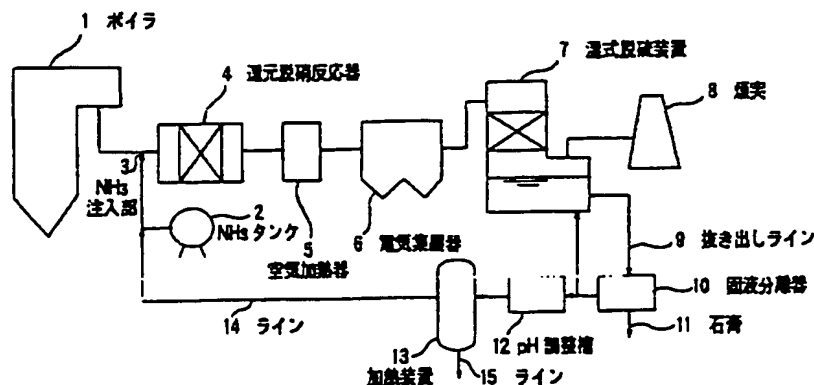 1 ボイラ
4 還元脱硝反応器
7 湿式脱硫装置
8 煙突
3
NH3
注入部
2
NH3タンク
5
空気加熱器
6 電気集塵器
9 抜き出しライン
10 固液分離器
11 石膏
12 pH調整槽
13
加熱装置
14 ライン
15 ライン